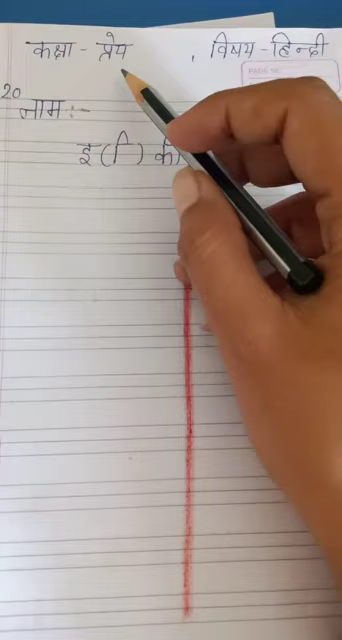 कक्षा - प्रेप , विषय - हिन्दी
20
नाम :-
इ ( ि ) की